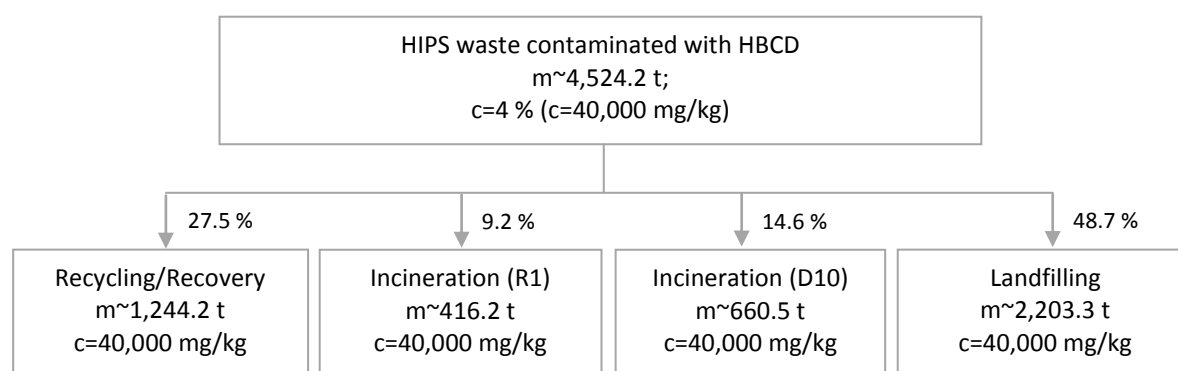 HIPS waste contaminated with HBCD
m~4,524.2 t;
c=4 % (c=40,000 mg/kg)
27.5 %
9.2 %
14.6 %
48.7 %
Recycling/Recovery
m~1,244.2 t
c=40,000 mg/kg
Incineration (R1)
m~416.2 t
c=40,000 mg/kg
Incineration (D10)
m~660.5 t
c=40,000 mg/kg
Landfilling
m~2,203.3 t
c=40,000 mg/kg